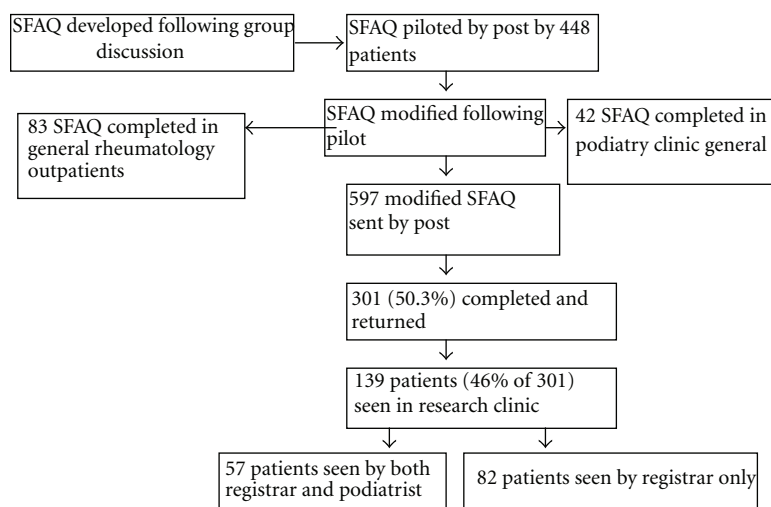 SFAQ developed following group
discussion
SFAQ piloted by post by 448
patients
83 SFAQ completed in
general rheumatology
outpatients
SFAQ modified following
pilot
42 SFAQ completed in
podiatry clinic general
597 modified SFAQ
sent by post
301 (50.3%) completed and
returned
139 patients (46% of 301)
seen in research clinic
57 patients seen by both
registrar and podiatrist
82 patients seen by registrar only